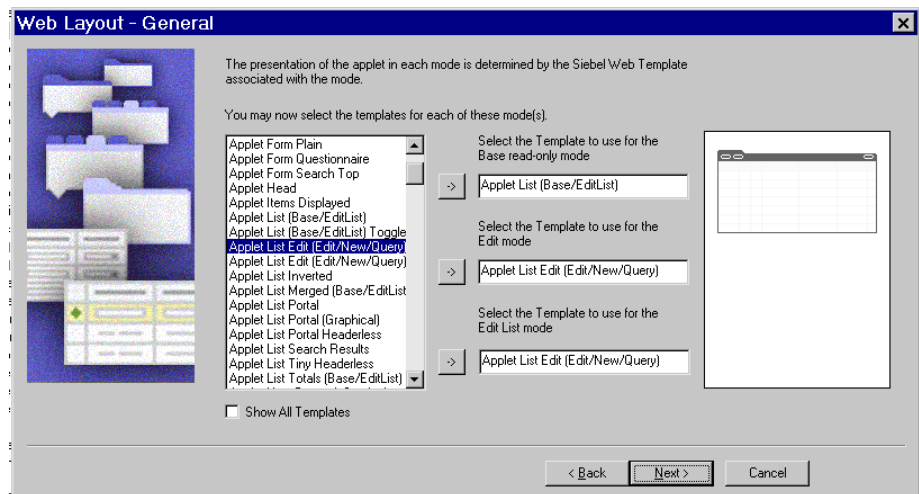 Web Layout - General
The presentation of the applet in each mode is determined by the Siebel Web Template
associated with the mode.
You may now select the templates for each of these mode(s).
Applet Form Plain
Applet Form Questionnaire
Applet Form Search Top
Applet Head
Applet Items Displayed
Applet List (Base/EditList)
Applet List (Base/EditList) Toggle
Applet List Edit (Edit/New/Query)
Applet List Edit (Edit/New/Query)
Applet List Inverted
Applet List Merged (Base/EditList
Applet List Portal
Applet List Portal (Graphical)
Applet List Portal Headerless
Applet List Search Results
Applet List Tiny Headerless
Applet List Totals (Base/EditList)
Show All Templates
Select the Template to use for the
Base read-only mode
-> Applet List (Base/EditList)
Select the Template to use for the
Edit mode
-> Applet List Edit (Edit/New/Query)
Select the Template to use for the
Edit List mode
-> Applet List Edit (Edit/New/Query)
< Back Next > Cancel